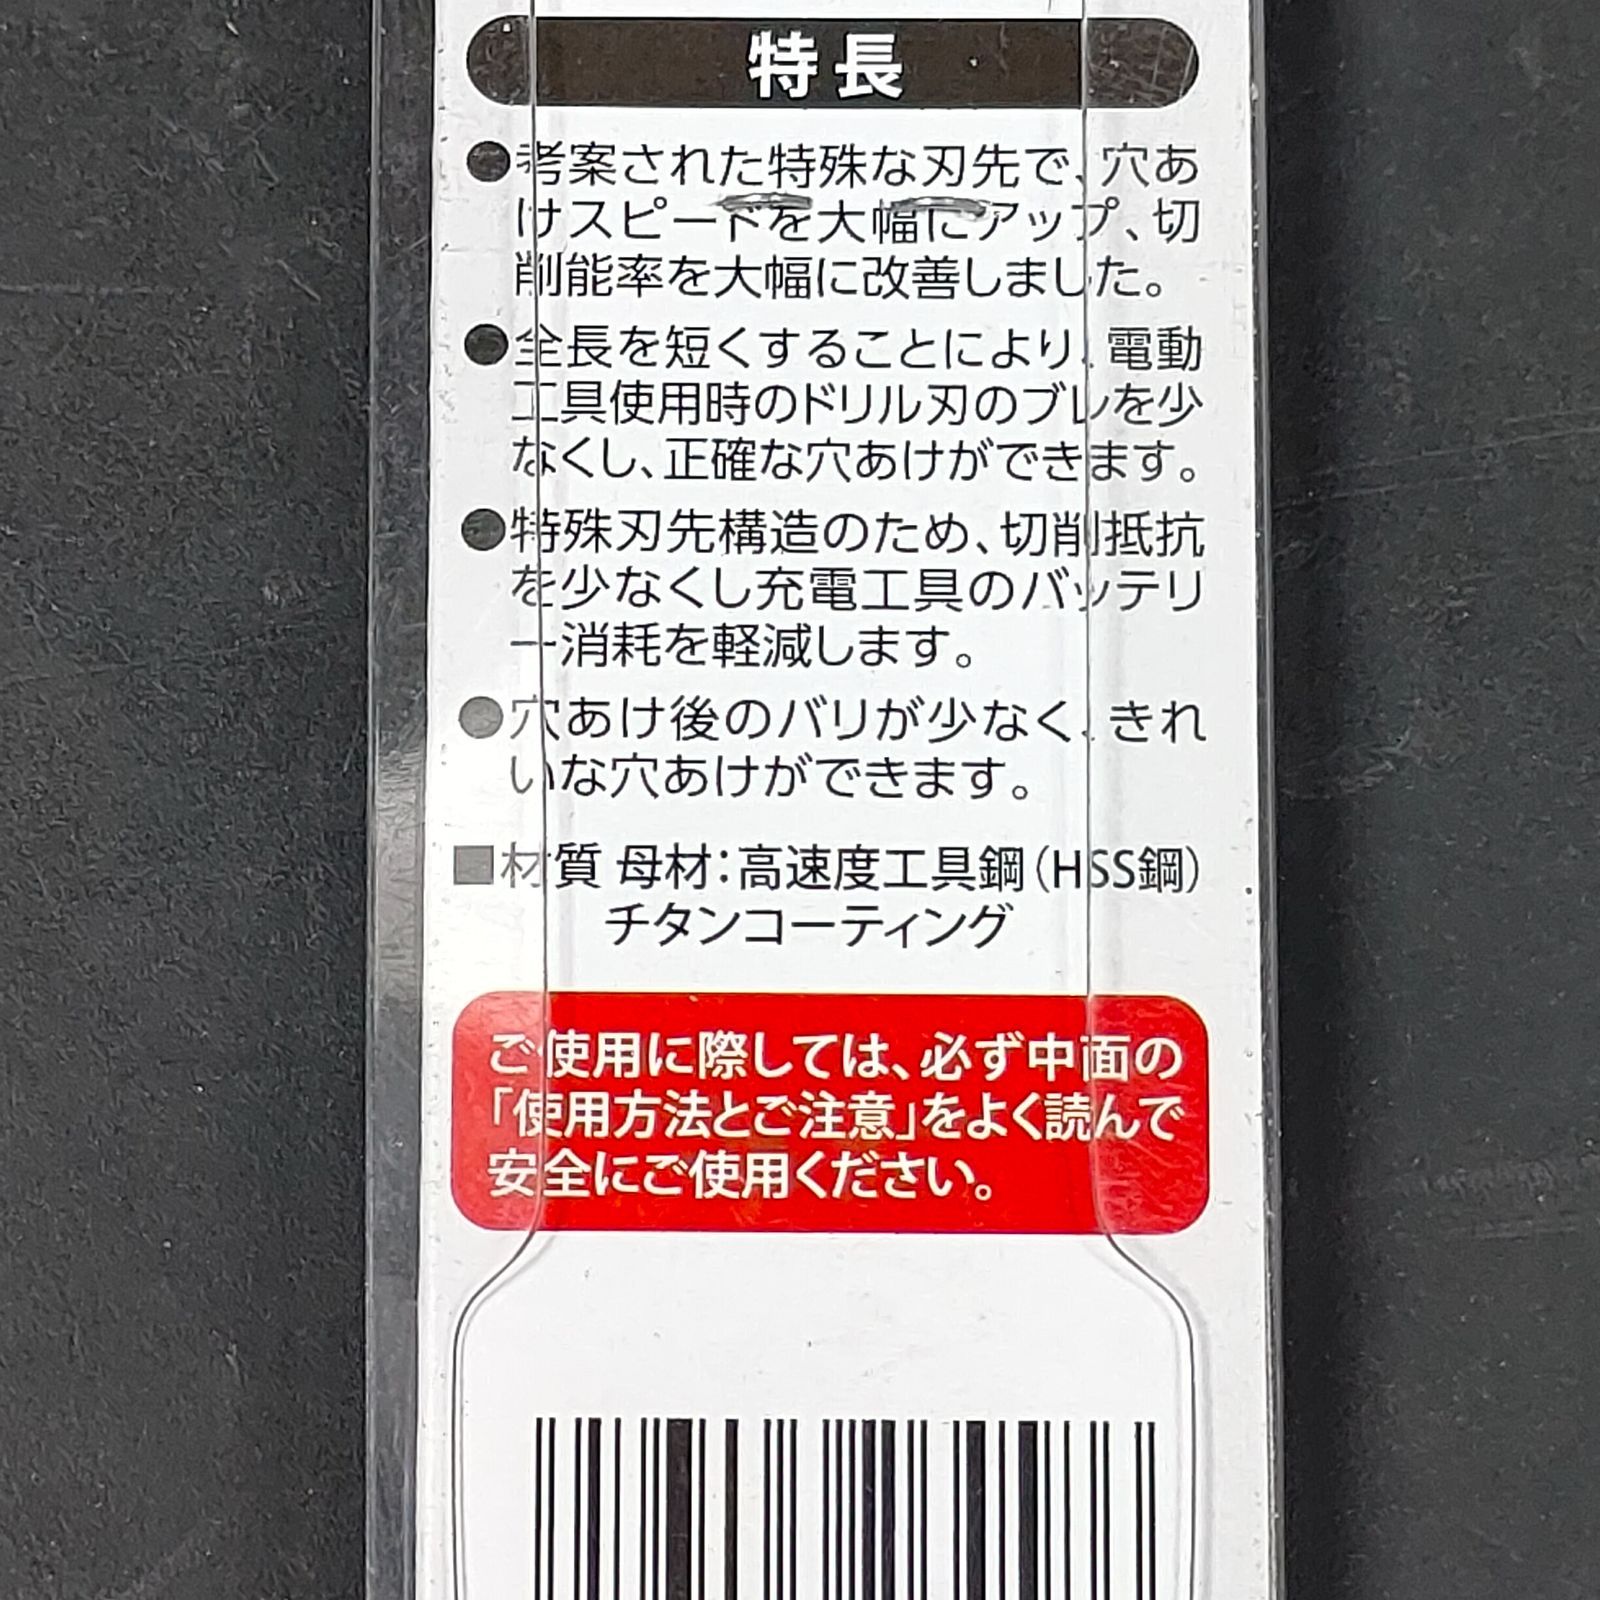 特長
●考案された特殊な刃先で、穴あ
けスピードを大幅にアップ、切
削能率を大幅に改善しました。
●全長を短くすることにより、電動
工具使用時のドリル刃のブレを少
なくし、正確な穴あけができます。
●特殊刃先構造のため、切削抵抗
を少なくし充電工具のバッテリ
ー消耗を軽減します。
●穴あけ後のバリが少なく、きれ
いな穴あけができます。
■材質 母材：高速度工具鋼（HSS鋼）
チタンコーティング
ご使用に際しては、必ず中面の
「使用方法とご注意」をよく読んで
安全にご使用ください。